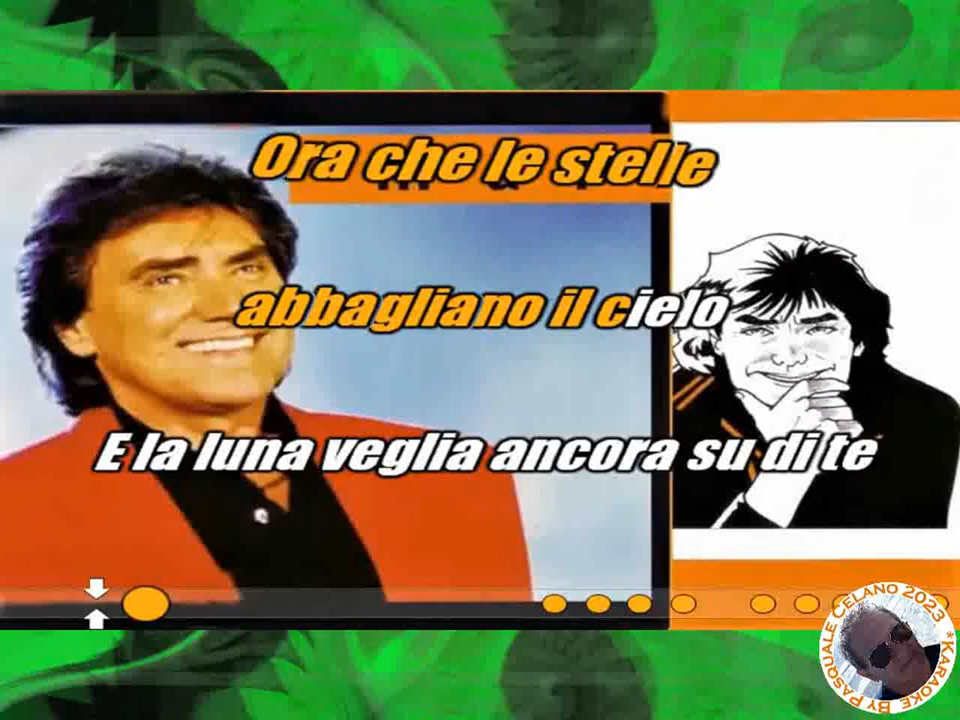 Ora che le stelle
abbagliano il cielo
E la luna veglia ancora su di te
BY PASQUALE CELANO 2023 * KARAOKE